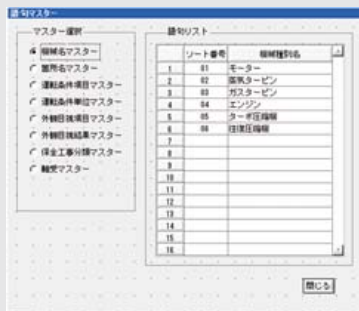 語句マスター
マスター選択
機械名マスター
箇所名マスター
運転条件項目マスター
運転条件単位マスター
外観目視項目マスター
外観目視結果マスター
保全工事分類マスター
軸受マスター
語句リスト
ソート番号 機械種別名
1 01 モーター
2 02 蒸気タービン
3 03 ガスタービン
4 04 エンジン
5 05 ターボ圧縮機
6 06 往復圧縮機
7
8
9
10
11
12
13
14
15
16
閉じる